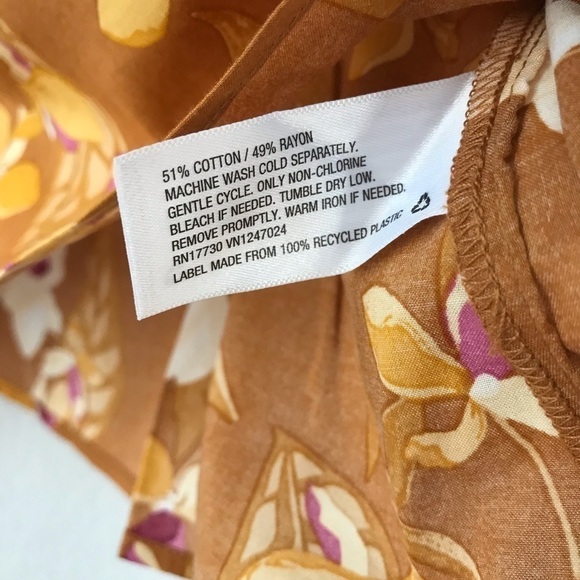 51% COTTON / 49% RAYON
MACHINE WASH COLD SEPARATELY.
GENTLE CYCLE. ONLY NON-CHLORINE
BLEACH IF NEEDED. TUMBLE DRY LOW.
REMOVE PROMPTLY. WARM IRON IF NEEDED.
RN17730 VN1247024
LABEL MADE FROM 100% RECYCLED PLASTIC